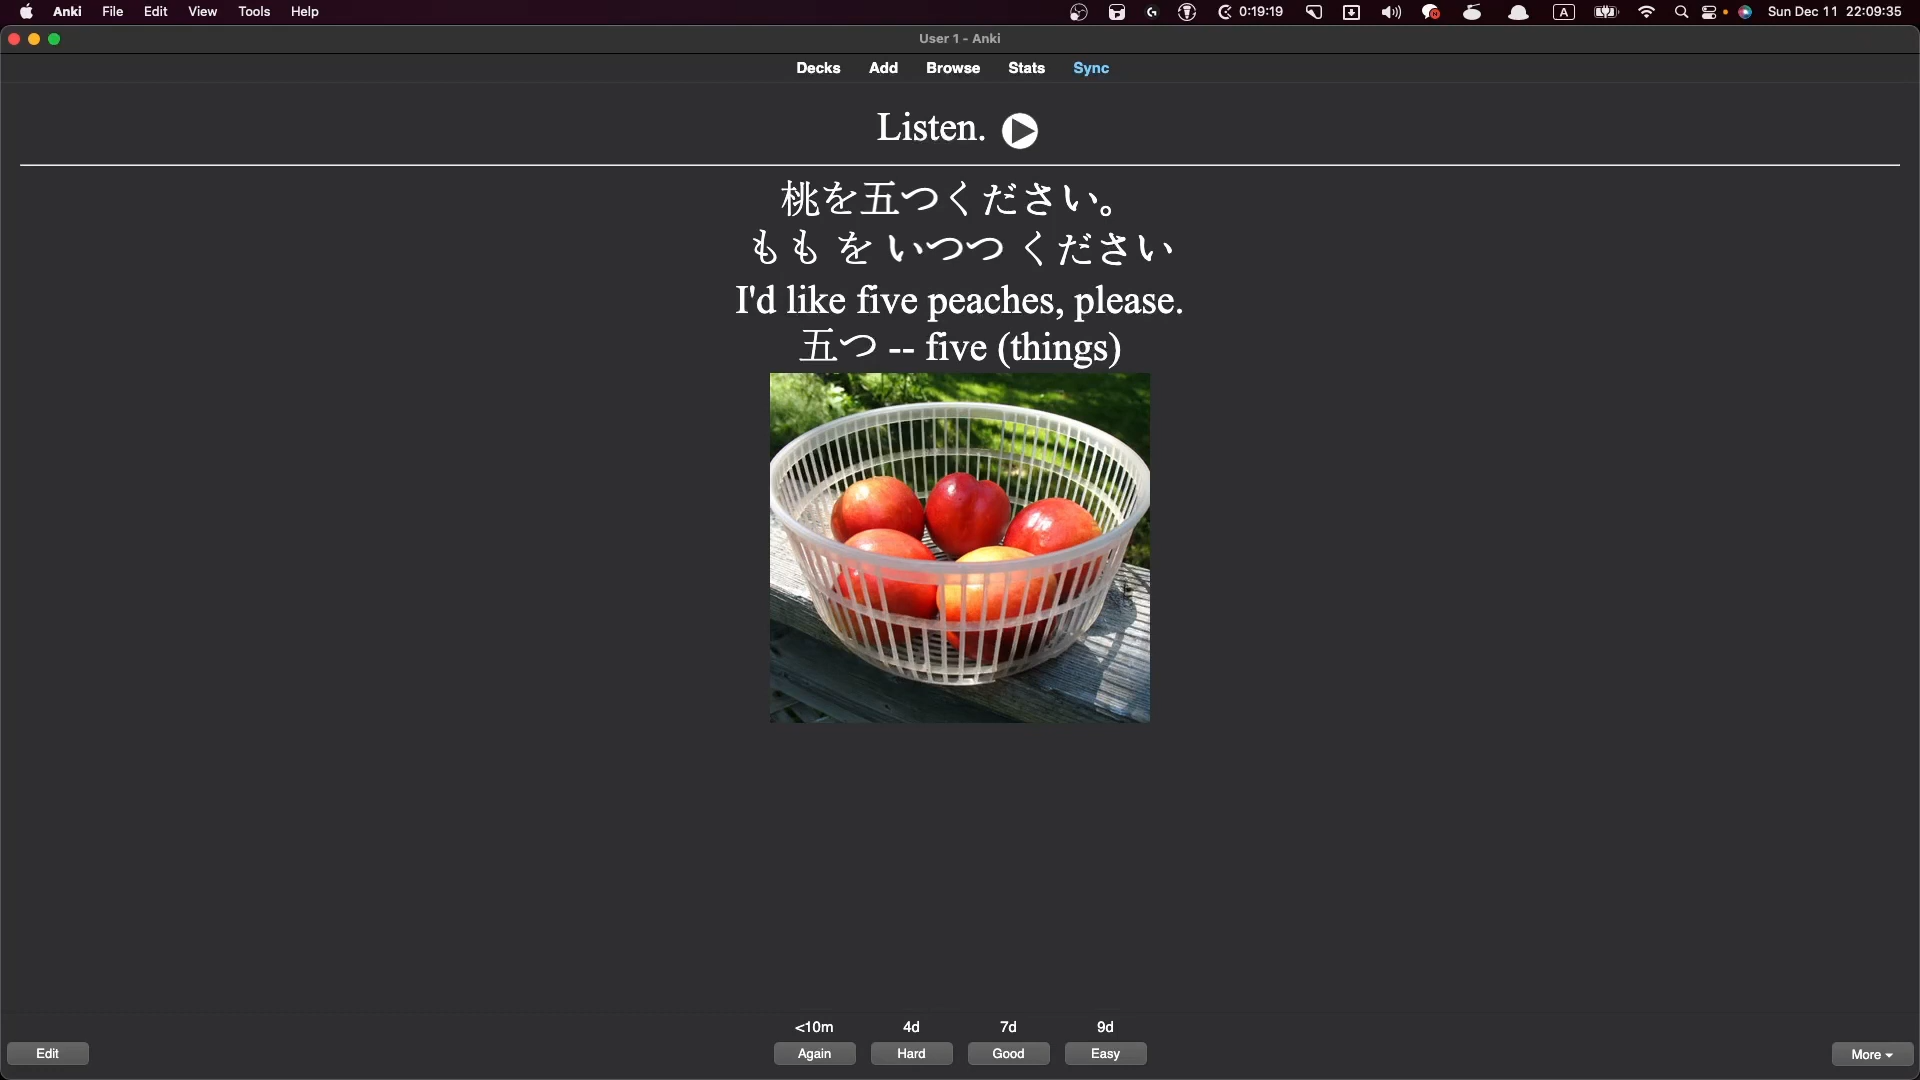 Anki File Edit View Tools Help 0:19:19 A Sun Dec 11 22:09:35
User 1 - Anki
Decks Add Browse Stats Sync
Listen.
桃を五つください。
もも を いつつ ください
I'd like five peaches, please.
五つ -- five (things)
<10m 4d 7d 9d
Edit Again Hard Good Easy More